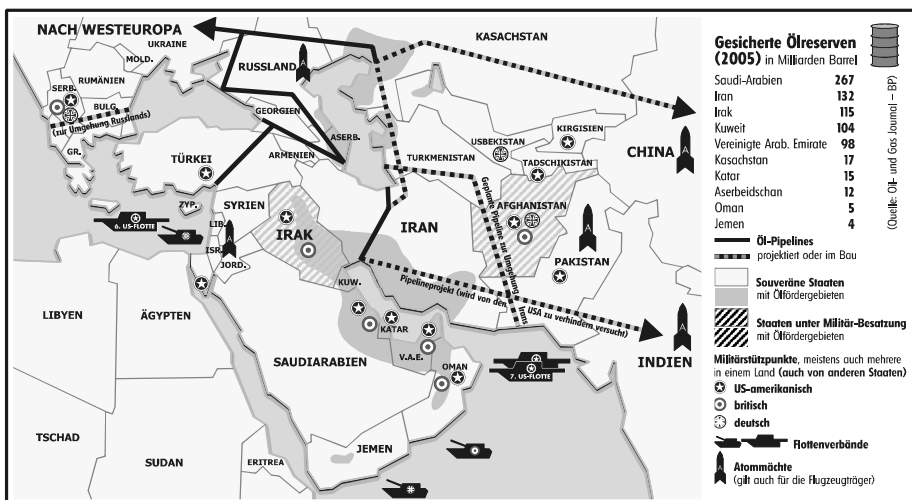 NACH WESTEUROPA
UKRAINE
MOLD.
RUMÄNIEN
SERB.
BULG.
(zur Umgehung Russlands)
GR.
TÜRKEI
ZYP.
6. US-FLOTTE
LIBYEN
ÄGYPTEN
TSCHAD
SUDAN
ERITREA
RUSSLAND
GEORGIEN
ARMENIEN
ASERB.
SYRIEN
LIB.
ISR.
JORD.
IRAK
KUW.
KATAR
V.A.E.
SAUDIARABIEN
OMAN
JEMEN
KASACHSTAN
USBEKISTAN
KIRGISIEN
TADSCHIKISTAN
TURKMENISTAN
AFGHANISTAN
IRAN
PAKISTAN
CHINA
INDIEN
Geplante Pipeline zur Umgehung Irans
Pipelineprojekt (wird von den USA zu verhindern versucht)
7. US-FLOTTE
Gesicherte Ölreserven
(2005) in Milliarden Barrel
Saudi-Arabien 267
Iran 132
Irak 115
Kuweit 104
Vereinigte Arab. Emirate 98
Kasachstan 17
Katar 15
Aserbeidschan 12
Oman 5
Jemen 4
(Quelle: Oil- und Gas Journal – BP)
Öl-Pipelines
projektiert oder im Bau
Souveräne Staaten
mit Ölfördergebieten
Staaten unter Militär-Besatzung
mit Ölfördergebieten
Militärstützpunkte, meistens auch mehrere
in einem Land (auch von anderen Staaten)
US-amerikanisch
britisch
deutsch
Flottenverbände
Atommächte
(gilt auch für die Flugzeugträger)